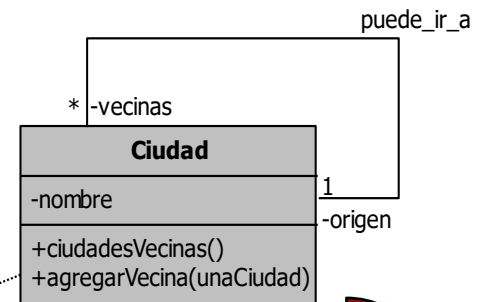 puede_ir_a
* -vecinas
Ciudad
-nombre
1
-origen
+ciudadesVecinas()
+agregarVecina(unaCiudad)